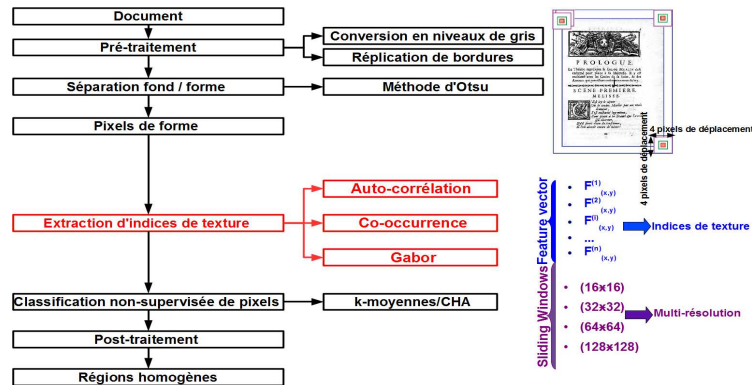 Document
Pré-traitement
Conversion en niveaux de gris
Réplication de bordures
Séparation fond / forme
Méthode d'Otsu
Pixels de forme
Extraction d'indices de texture
Auto-corrélation
Co-occurrence
Gabor
Classification non-supervisée de pixels
k-moyennes/CHA
Post-traitement
Régions homogènes
PROLOGUE
SCENE PREMIERE
MELISSE
4 pixels de déplacement
4 pixels de déplacement
Feature vector
• F(1)(x,y)
• F(2)(x,y)
• F(i)(x,y)
• ...
• F(n)(x,y)
Indices de texture
Sliding Windows
• (16x16)
• (32x32)
• (64x64)
• (128x128)
Multi-résolution